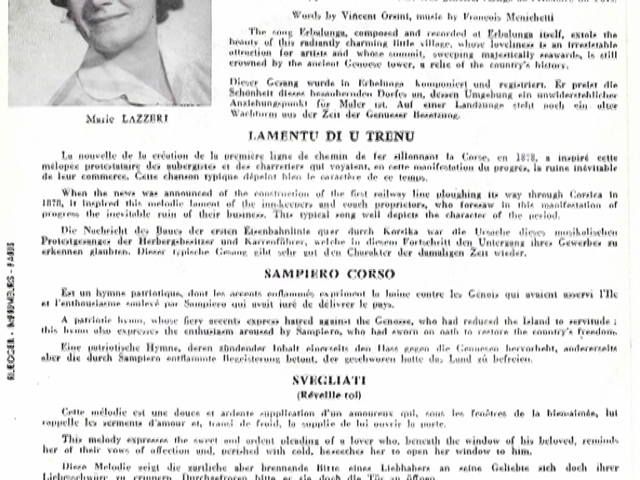 Words by Vincent Orsini, music by François Menichetti
The song Erbalunga, composed and recorded at Erbalunga itself, extols the
beauty of this radiantly charming little village, whose loveliness is an irresistable
attraction for artists and whose summit, sweeping majestically seawards, is still
crowned by the ancient Genoese tower, a relic of the country's history.
Dieser Gesang wurde in Erbalunga komponiert und registriert. Er preist die
Schönheit dieses bezaubernden Dorfes an, dessen Umgebung ein unwiderstehlicher
Anziehungspunkt für Maler ist. Auf einer Landzunge steht noch ein alter
Wachturm aus der Zeit der Genueser Besetzung.
Marie LAZZERI
LAMENTU DI U TRENU
La nouvelle de la création de la première ligne de chemin de fer sillonnant la Corse, en 1878, a inspiré cette
mélopée protestataire des aubergistes et des charretiers qui voyaient, en cette manifestation du progrès, la ruine inévitable
de leur commerce. Cette chanson typique dépeint bien le caractère de ce temps.
When the news was announced of the construction of the first railway line ploughing its way through Corsica in
1878, it inspired this melodic lament of the innkeepers and coach proprietors, who foresaw in this manifestation of
progress the inevitable ruin of their business. This typical song well depicts the character of the period.
Die Nachricht des Baues der ersten Eisenbahnlinie quer durch Korsika war die Ursache dieses musikalischen
Protestgesanges der Herbergsbesitzer und Karrenführer, welche in diesem Fortschritt den Untergang ihres Gewerbes zu
erkennen glaubten. Dieser typische Gesang gibt sehr gut den Charakter der damaligen Zeit wieder.
SAMPIERO CORSO
Est un hymne patriotique, dont les accents enflammés expriment la haine contre les Génois qui avaient asservi l'Ile
et l'enthousiasme soulevé par Sampiero qui avait juré de délivrer le pays.
A patriotic hymn, whose fiery accents express hatred against the Genoese, who had reduced the Island to servitude ;
this hymn also expresses the enthusiasm aroused by Sampiero, who had sworn on oath to restore the country's freedom.
Eine patriotische Hymne, deren zündender Inhalt einerseits den Hass gegen die Genuesen hervorhebt, andererseits
aber die durch Sampiero entflammte Begeisterung betont, der geschworen hatte das Land zu befreien.
SVEGLIATI
(Réveille toi)
Cette mélodie est une douce et ardente supplication d'un amoureux qui, sous les fenêtres de la bien-aimée, lui
rappelle les serments d'amour et, transi de froid, la supplie de lui ouvrir la porte.
This melody expresses the sweet and ardent pleading of a lover who, beneath the window of his beloved, reminds
her of their vows of affection and, perished with cold, beseeches her to open her window to him.
Diese Melodie zeigt die zärtliche aber brennende Bitte eines Liebhabers an seine Geliebte sich doch ihrer
Liebesschwüre zu erinnern. Durchgefroren bitte er sie doch die Tür zu öffnen.